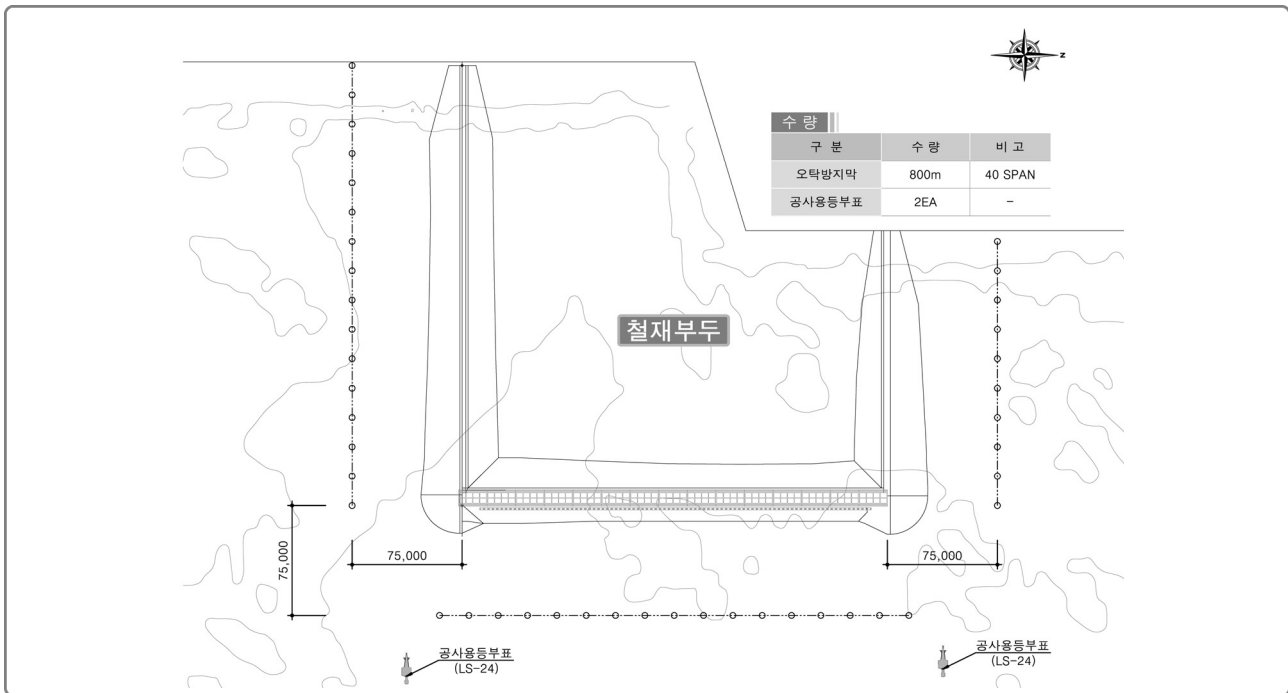 N
수 량
구 분 수 량 비 고
오탁방지막 800m 40 SPAN
공사용등부표 2EA -
철재부두
75,000
75,000
75,000
공사용등부표
(LS-24)
공사용등부표
(LS-24)